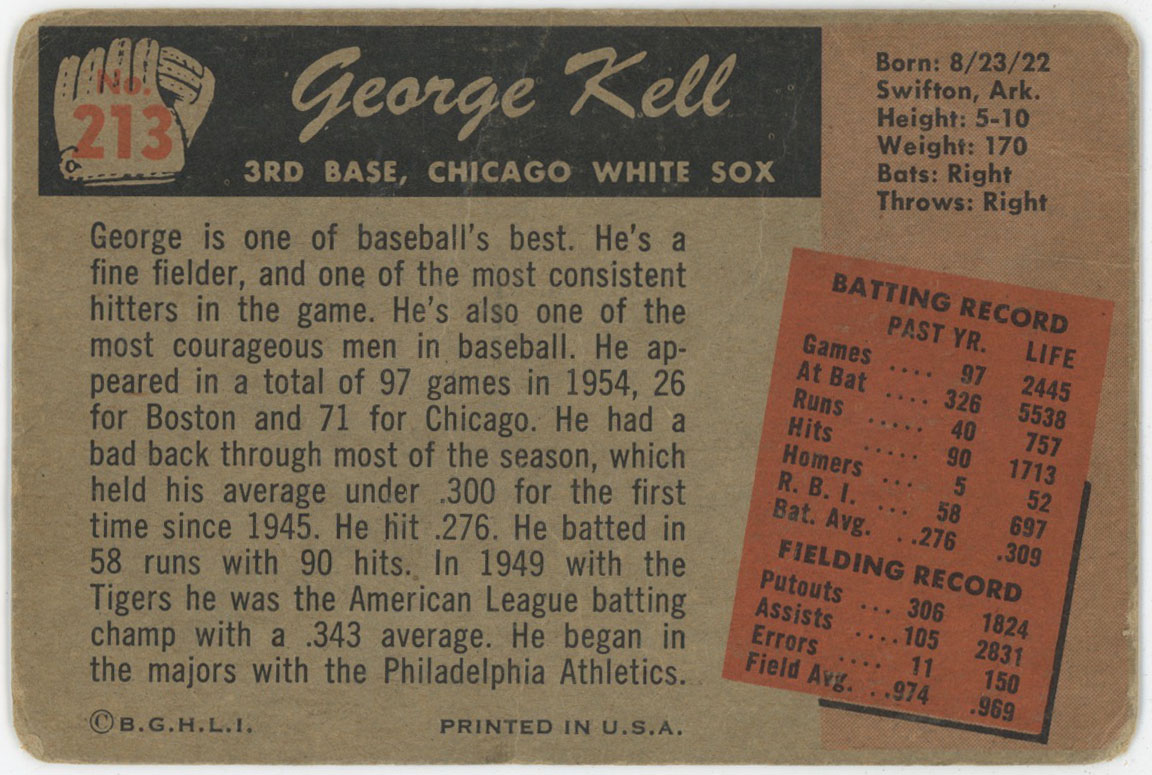 No.
213
George Kell
3RD BASE, CHICAGO WHITE SOX
Born: 8/23/22
Swifton, Ark.
Height: 5-10
Weight: 170
Bats: Right
Throws: Right
George is one of baseball's best. He's a
fine fielder, and one of the most consistent
hitters in the game. He's also one of the
most courageous men in baseball. He ap-
peared in a total of 97 games in 1954, 26
for Boston and 71 for Chicago. He had a
bad back through most of the season, which
held his average under .300 for the first
time since 1945. He hit .276. He batted in
58 runs with 90 hits. In 1949 with the
Tigers he was the American League batting
champ with a .343 average. He began in
the majors with the Philadelphia Athletics.
BATTING RECORD
PAST YR. LIFE
Games .... 97 2445
At Bat .... 326 5538
Runs ..... 40 757
Hits ..... 90 1713
Homers .... 5 52
R. B. I. .... 58 697
Bat. Avg. ..276 .309
FIELDING RECORD
Putouts ... 306 1824
Assists ....105 2831
Errors .... 11 150
Field Avg. ..974 .969
©B.G.H.L.I. PRINTED IN U.S.A.